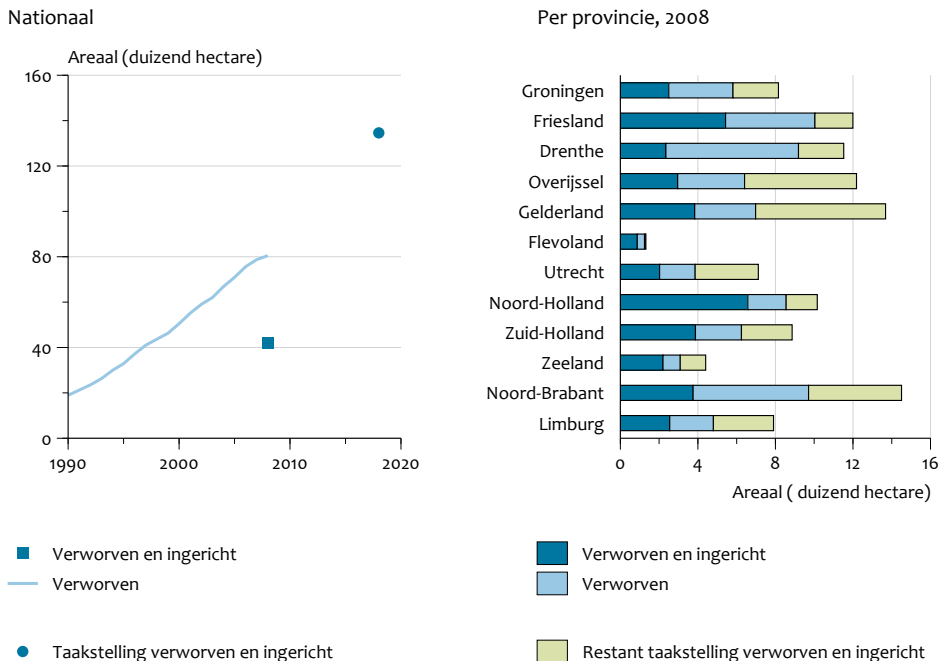 Nationaal
Areaal (duizend hectare)
160
120
80
40
0
1990 2000 2010 2020
Verworven en ingericht
Verworven
Taakstelling verworven en ingericht
Per provincie, 2008
Groningen
Friesland
Drenthe
Overijssel
Gelderland
Flevoland
Utrecht
Noord-Holland
Zuid-Holland
Zeeland
Noord-Brabant
Limburg
0 4 8 12 16
Areaal ( duizend hectare)
Verworven en ingericht
Verworven
Restant taakstelling verworven en ingericht